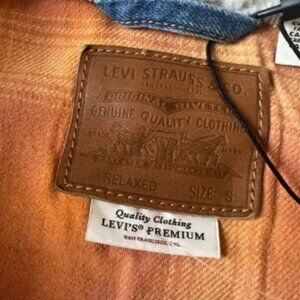 LEVI STRAUSS & CO.
ORIGINAL RIVETED
GENUINE QUALITY CLOTHING
RELAXED
SIZE S
Quality Clothing
LEVI'S® PREMIUM
SAN FRANCISCO, CAL.